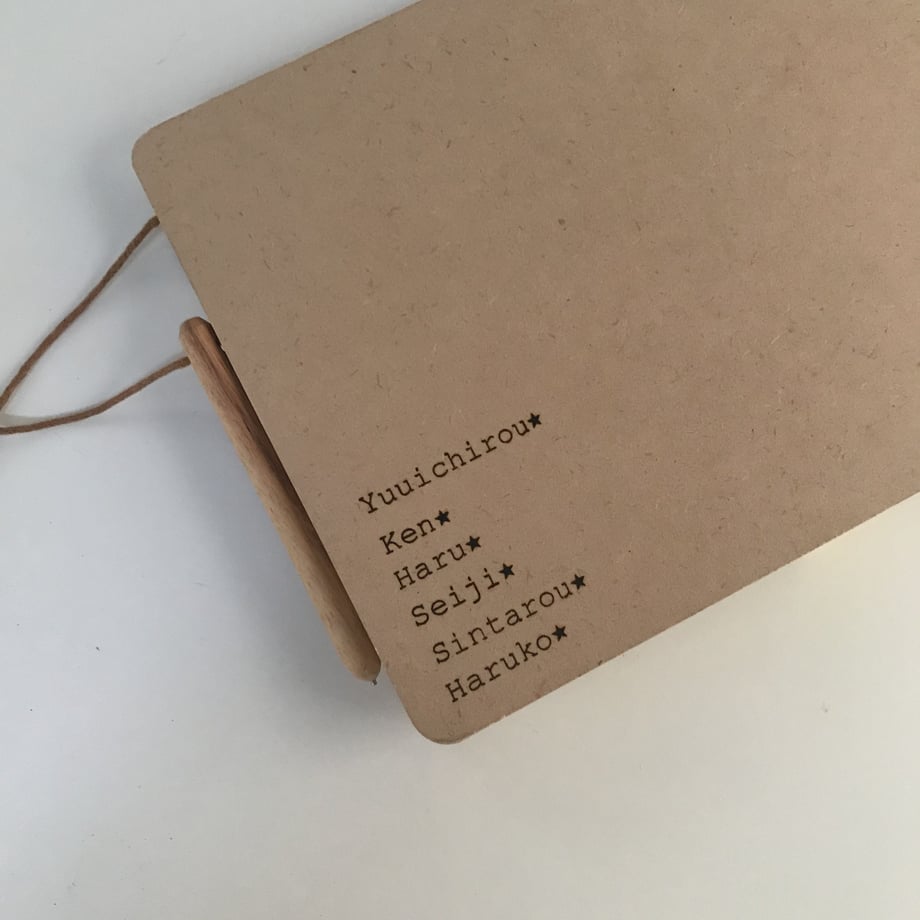 Yuuichirou★
Ken★
Haru★
Seiji★
Sintarou★
Haruko★